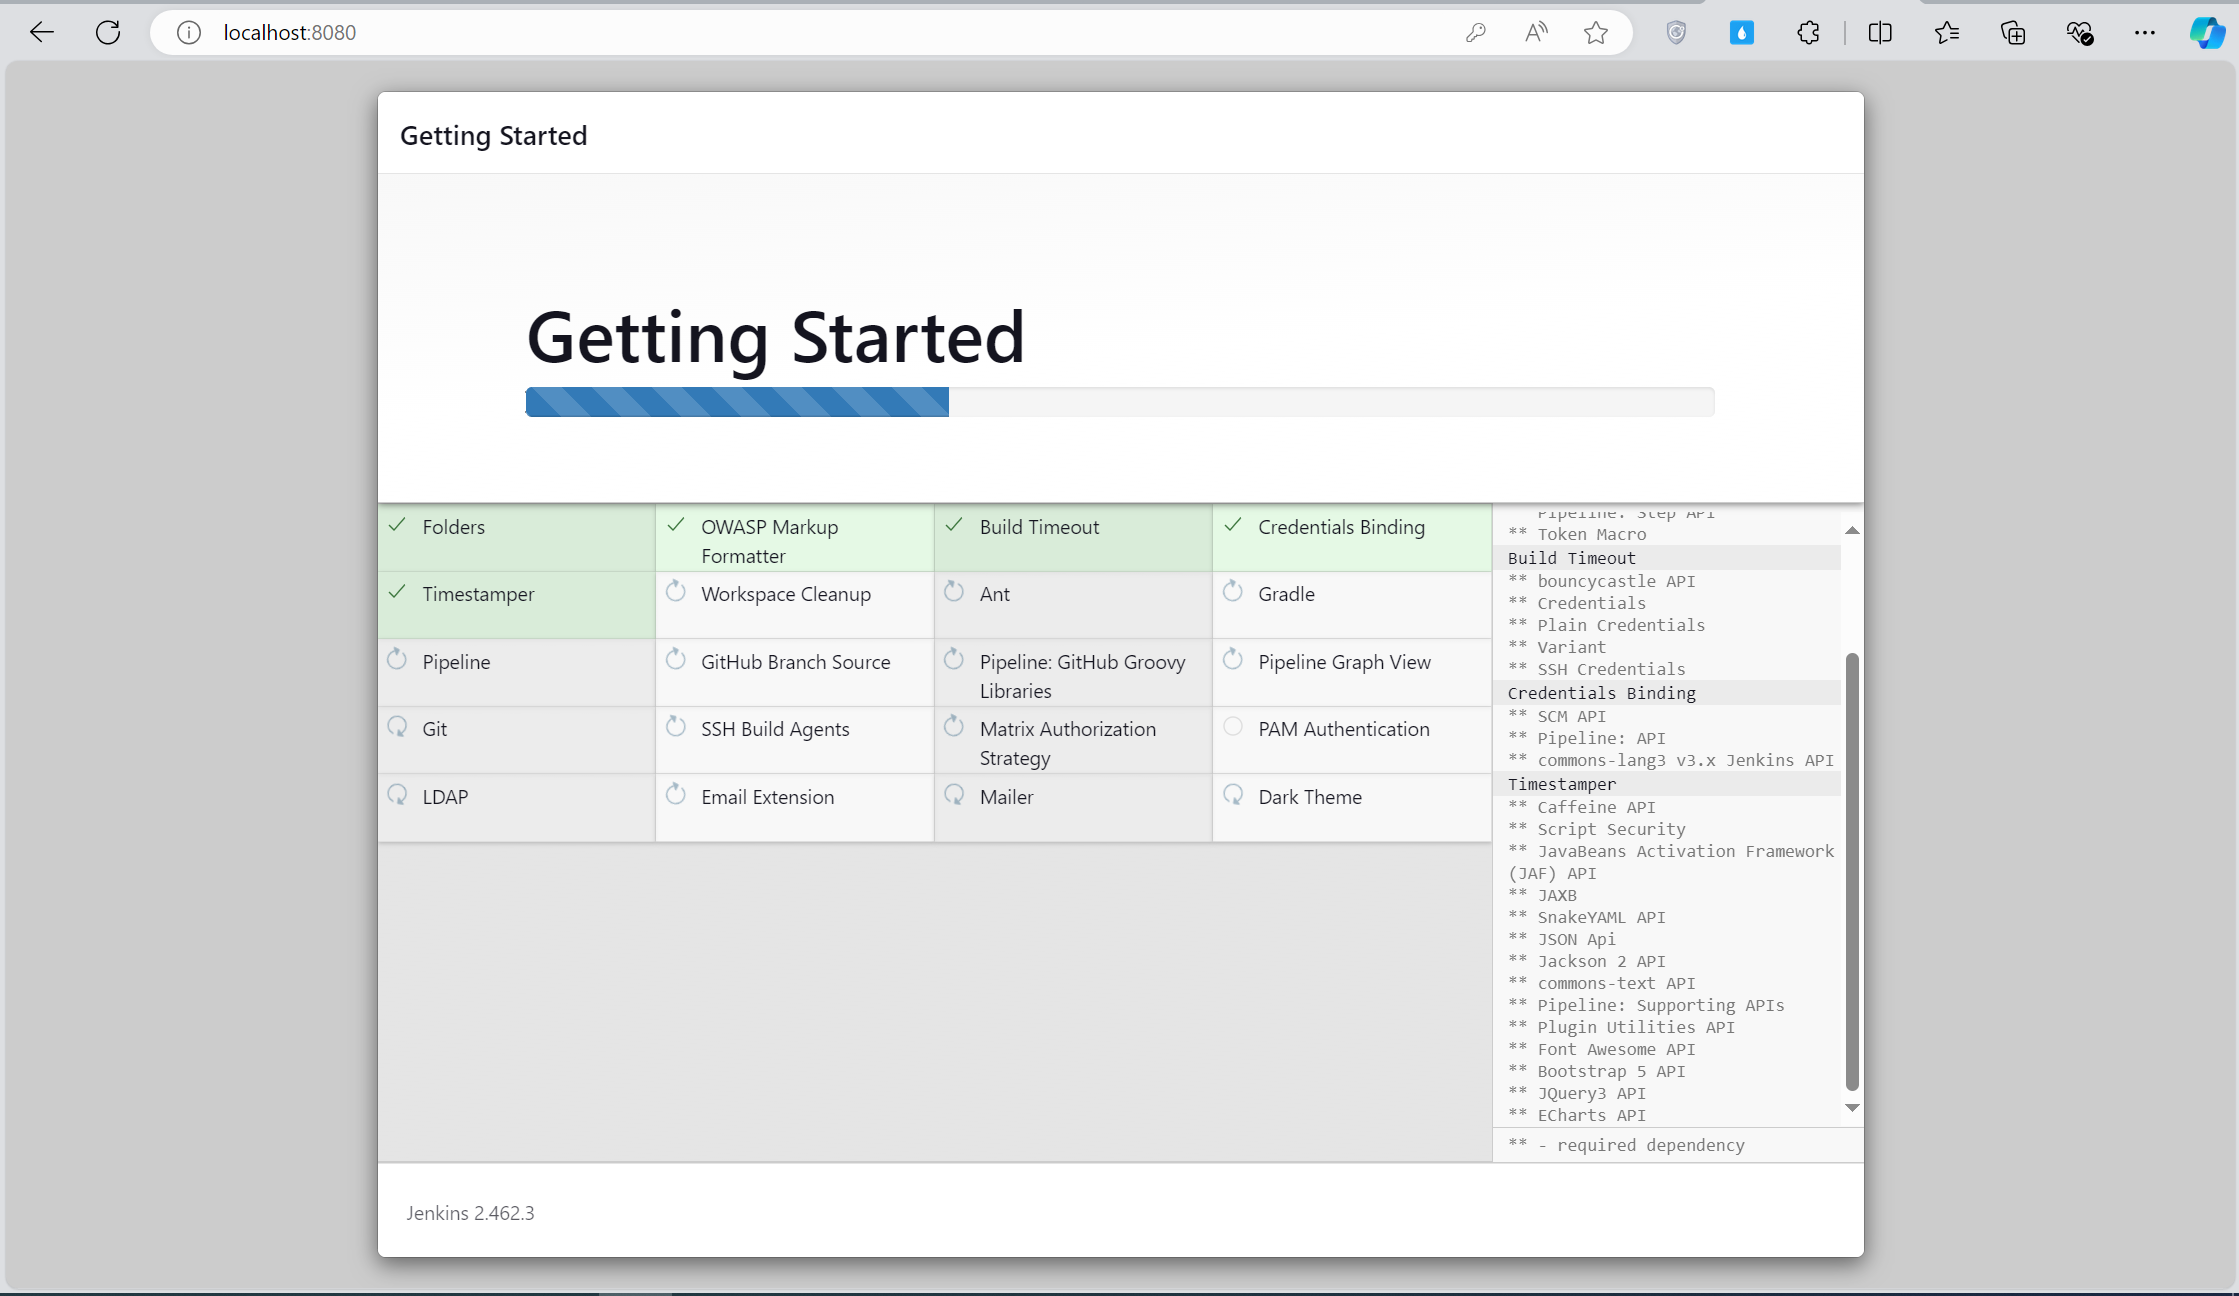 localhost:8080
Getting Started
Getting Started
Folders
OWASP Markup
Formatter
Build Timeout
Credentials Binding
Timestamper
Workspace Cleanup
Ant
Gradle
Pipeline
GitHub Branch Source
Pipeline: GitHub Groovy
Libraries
Pipeline Graph View
Git
SSH Build Agents
Matrix Authorization
Strategy
PAM Authentication
LDAP
Email Extension
Mailer
Dark Theme
Pipeline: Step API
** Token Macro
Build Timeout
** bouncycastle API
** Credentials
** Plain Credentials
** Variant
** SSH Credentials
Credentials Binding
** SCM API
** Pipeline: API
** commons-lang3 v3.x Jenkins API
Timestamper
** Caffeine API
** Script Security
** JavaBeans Activation Framework
(JAF) API
** JAXB
** SnakeYAML API
** JSON Api
** Jackson 2 API
** commons-text API
** Pipeline: Supporting APIs
** Plugin Utilities API
** Font Awesome API
** Bootstrap 5 API
** JQuery3 API
** ECharts API
** - required dependency
Jenkins 2.462.3